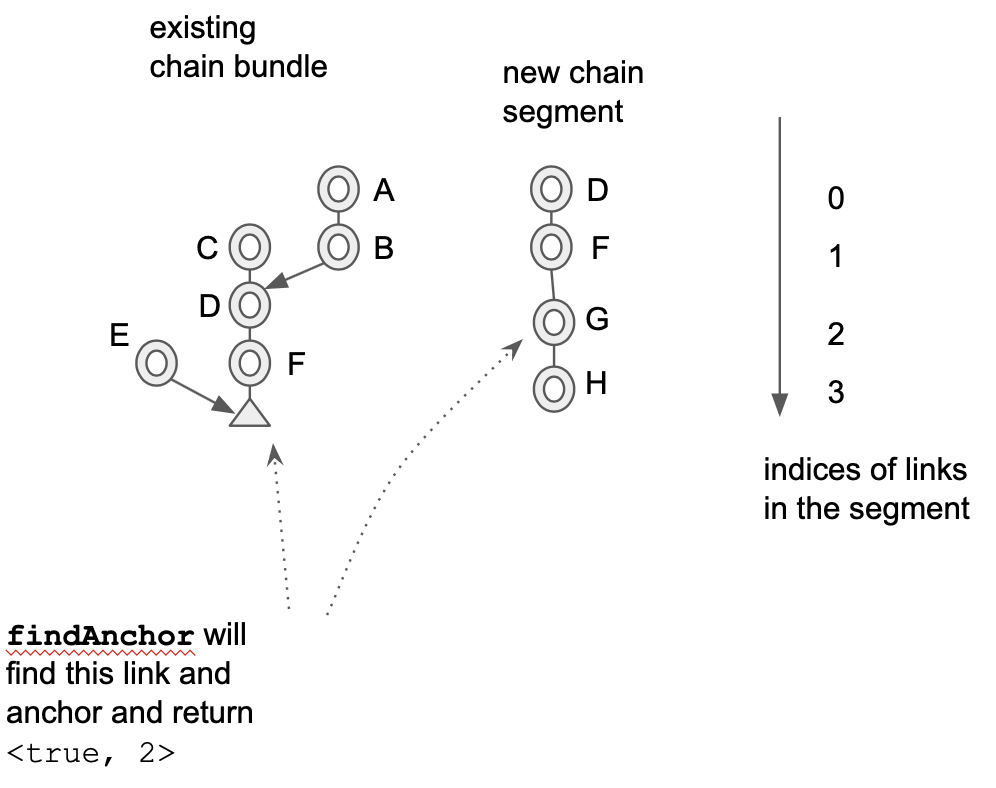 existing
chain bundle
new chain
segment
A
D
0
C
B
F
1
D
E
G
2
F
H
3
indices of links
in the segment
findAnchor will
find this link and
anchor and return
<true, 2>